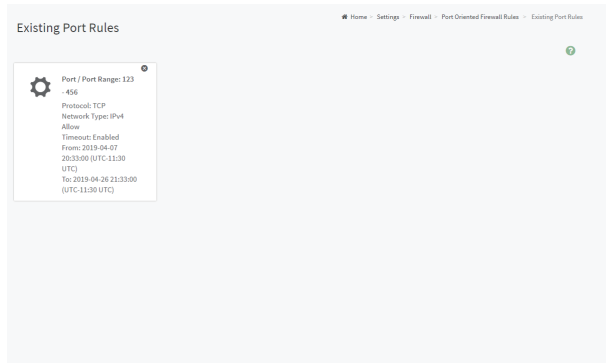 Existing Port Rules
Home > Settings > Firewall > Port Oriented Firewall Rules > Existing Port Rules
Port / Port Range: 123
- 456
Protocol: TCP
Network Type: IPv4
Allow
Timeout: Enabled
From: 2019-04-07
20:33:00 (UTC-11:30
UTC)
To: 2019-04-26 21:33:00
(UTC-11:30 UTC)